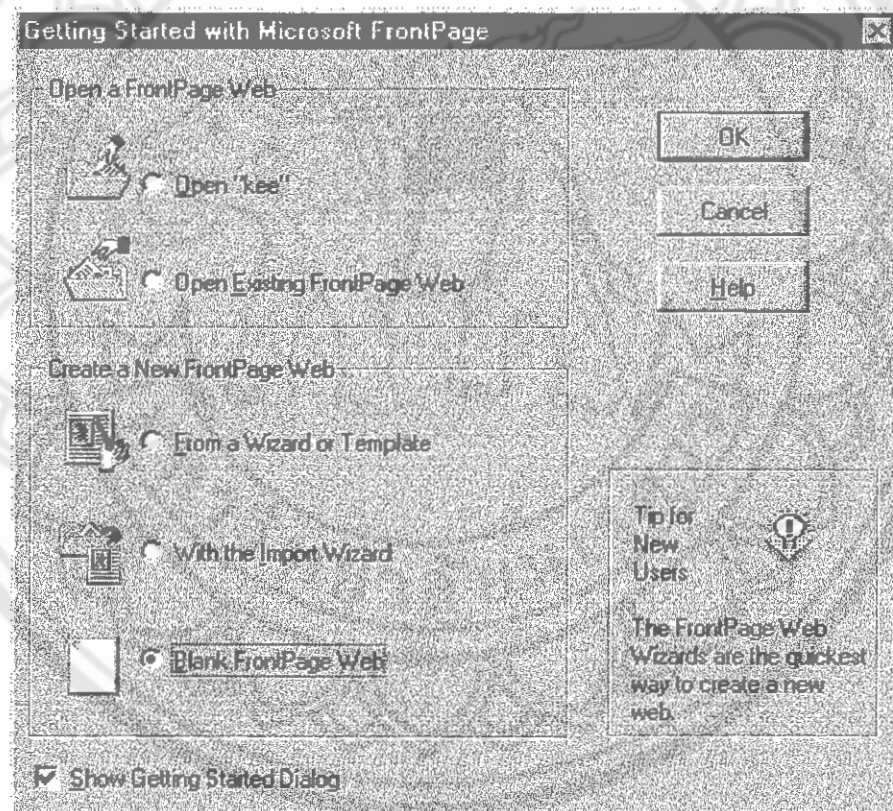 Getting Started with Microsoft FrontPage
Open a FrontPage Web
Open "kee"
Open Existing FrontPage Web
Create a New FrontPage Web
From a Wizard or Template
With the Import Wizard
Blank FrontPage Web
Show Getting Started Dialog
OK
Cancel
Help
Tip for
New
Users
The FrontPage Web
Wizards are the quickest
way to create a new
web.